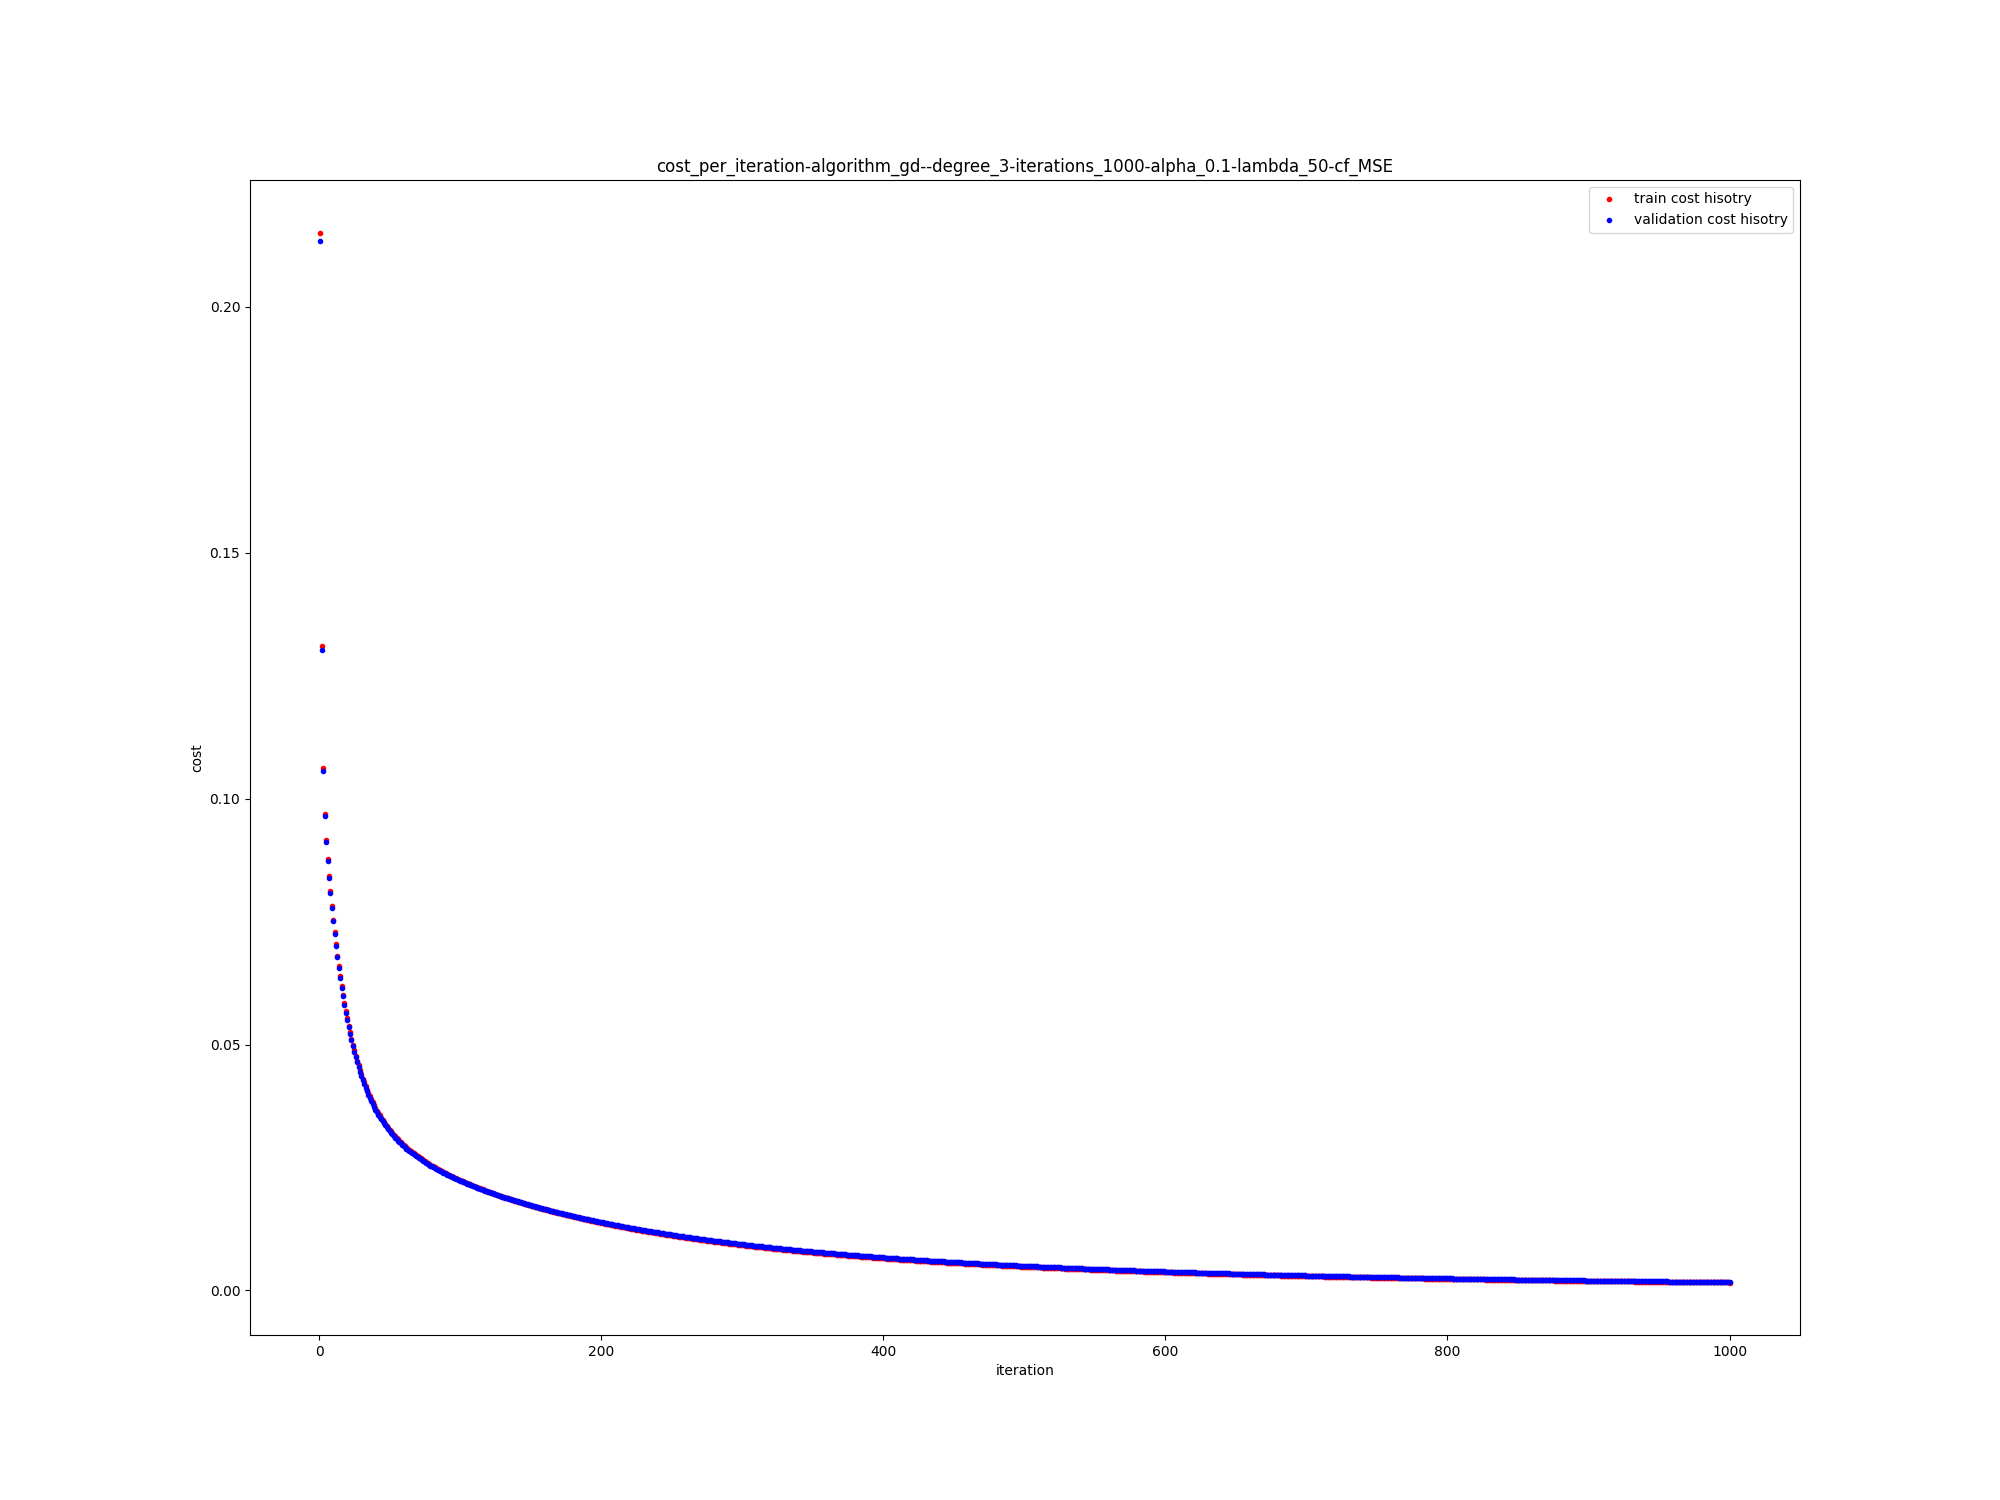 cost_per_iteration-algorithm_gd--degree_3-iterations_1000-alpha_0.1-lambda_50-cf_MSE
train cost hisotry
validation cost hisotry
0.20
0.15
0.10
0.05
0.00
cost
0 200 400 600 800 1000
iteration